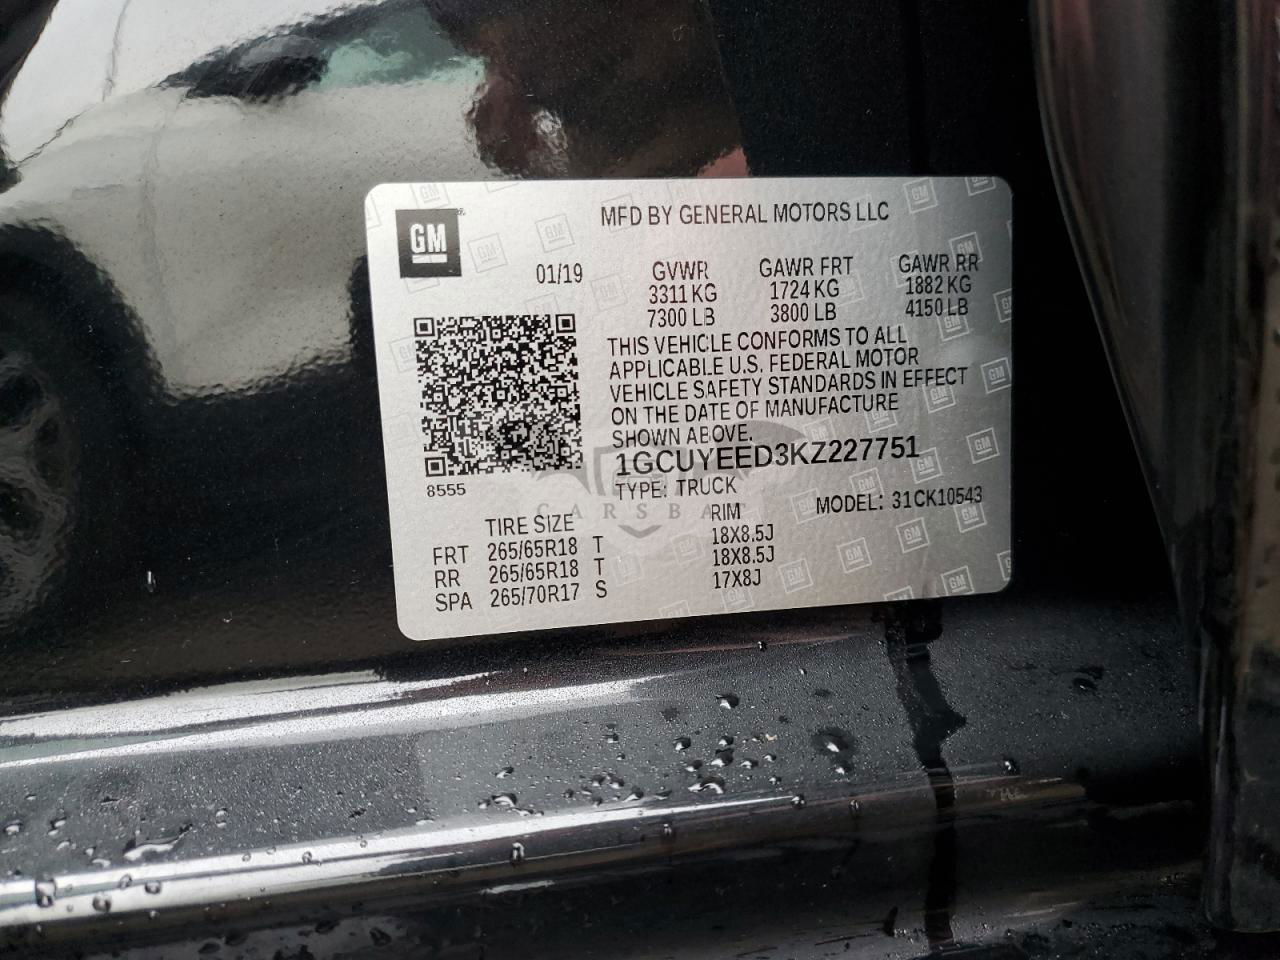 GM
MFD BY GENERAL MOTORS LLC
01/19
GVWR GAWR FRT GAWR RR
3311 KG 1724 KG 1882 KG
7300 LB 3800 LB 4150 LB
THIS VEHICLE CONFORMS TO ALL
APPLICABLE U.S. FEDERAL MOTOR
VEHICLE SAFETY STANDARDS IN EFFECT
ON THE DATE OF MANUFACTURE
SHOWN ABOVE.
1GCUYEED3KZ227751
8555
TYPE: TRUCK
MODEL: 31CK10543
TIRE SIZE RIM
FRT 265/65R18 T 18X8.5J
RR 265/65R18 T 18X8.5J
SPA 265/70R17 S 17X8J